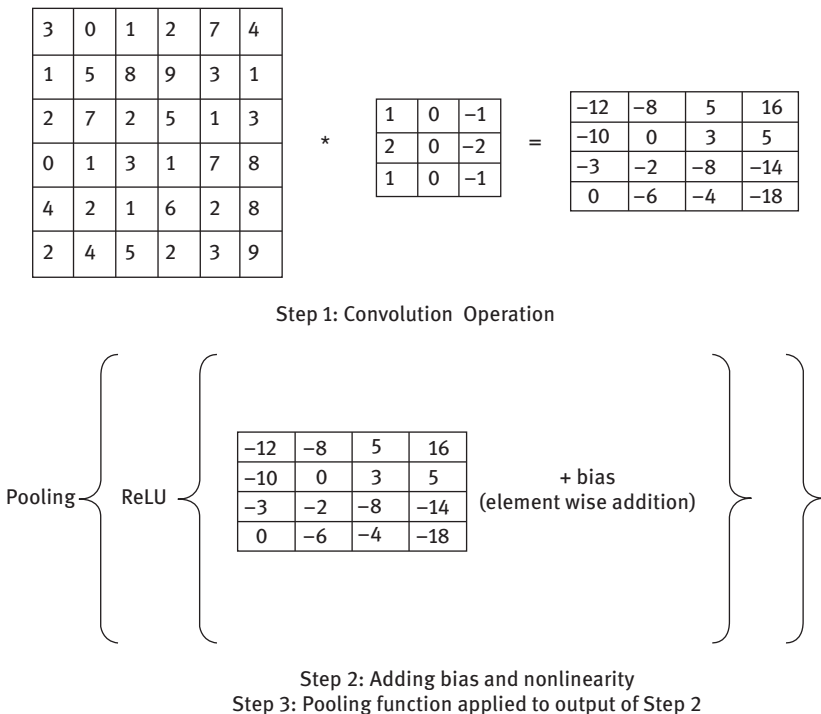 3 0 1 2 7 4
1 5 8 9 3 1
2 7 2 5 1 3
0 1 3 1 7 8
4 2 1 6 2 8
2 4 5 2 3 9
*
1 0 −1
2 0 −2
1 0 −1
=
−12 −8 5 16
−10 0 3 5
−3 −2 −8 −14
0 −6 −4 −18
Step 1: Convolution Operation
Pooling
ReLU
−12 −8 5 16
−10 0 3 5
−3 −2 −8 −14
0 −6 −4 −18
+ bias
(element wise addition)
Step 2: Adding bias and nonlinearity
Step 3: Pooling function applied to output of Step 2